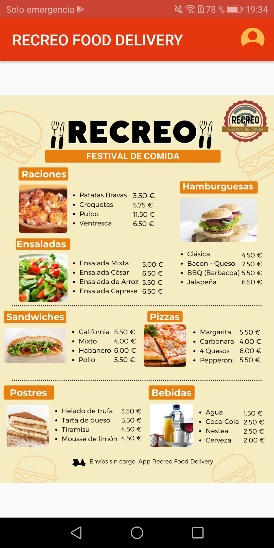 Solo emergencia
78 % 19:34
RECREO FOOD DELIVERY
RECREO
RECREO
FESTIVAL DE COMIDA
Raciones
Patatas Bravas 3.50 €
Croquetas 5.75 €
Pulpo 11.50 €
Ventresca 6.50 €
Hamburguesas
Clásica 4.50 €
Bacon - Queso 7.50 €
BBQ (Barbacoa) 5.50 €
Jalapeña 6.50 €
Ensaladas
Ensalada Mixta 5.00 €
Ensalada César 6.50 €
Ensalada de Arroz 5.50 €
Ensalada Caprese 6.50 €
Sandwiches
California 5.50 €
Mixto 4.00 €
Habanero 6.00 €
Pollo 5.50 €
Pizzas
Margarita 5.50 €
Carbonara 4.00 €
4 Quesos 6.00 €
Pepperoni 5.50 €
Postres
Helado de trufa 3.50 €
Tarta de queso 5.50 €
Tiramisu 4.50 €
Mousse de limón 4.50 €
Bebidas
Agua 1.50 €
Coca-Cola 2.50 €
Nestea 2.50 €
Cerveza 2.00 €
Envíos sin cargo. App Recreo Food Delivery